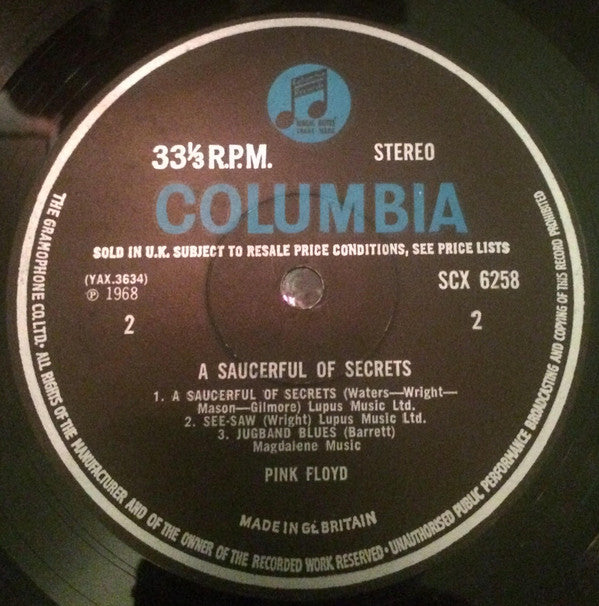 MAGIC NOTES
TRADE MARK
33⅓ R.P.M.
STEREO
COLUMBIA
SOLD IN U.K. SUBJECT TO RESALE PRICE CONDITIONS, SEE PRICE LISTS
(YAX.3634)
℗ 1968
SCX 6258
2
2
A SAUCERFUL OF SECRETS
1. A SAUCERFUL OF SECRETS (Waters—Wright—
Mason—Gilmore) Lupus Music Ltd.
2. SEE-SAW (Wright) Lupus Music Ltd.
3. JUGBAND BLUES (Barrett)
Magdalene Music
PINK FLOYD
MADE IN GT. BRITAIN
THE GRAMOPHONE CO. LTD. • ALL RIGHTS OF THE MANUFACTURER AND OF THE OWNER OF THE RECORDED WORK RESERVED • UNAUTHORISED PUBLIC PERFORMANCE BROADCASTING AND COPYING OF THIS RECORD PROHIBITED